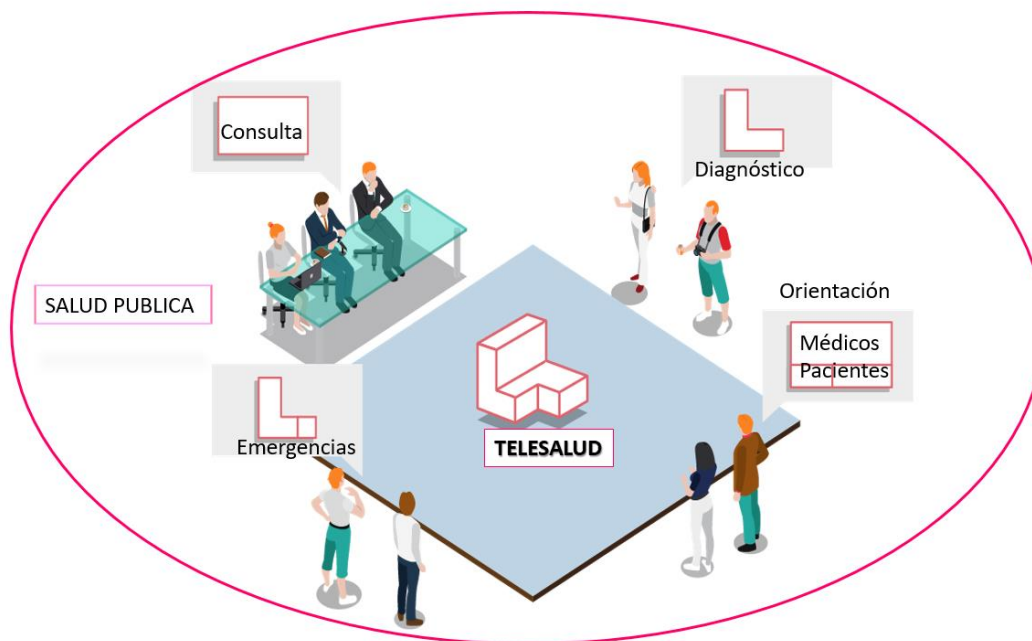 Consulta
Diagnóstico
SALUD PUBLICA
Orientación
Médicos
Pacientes
Emergencias
TELESALUD